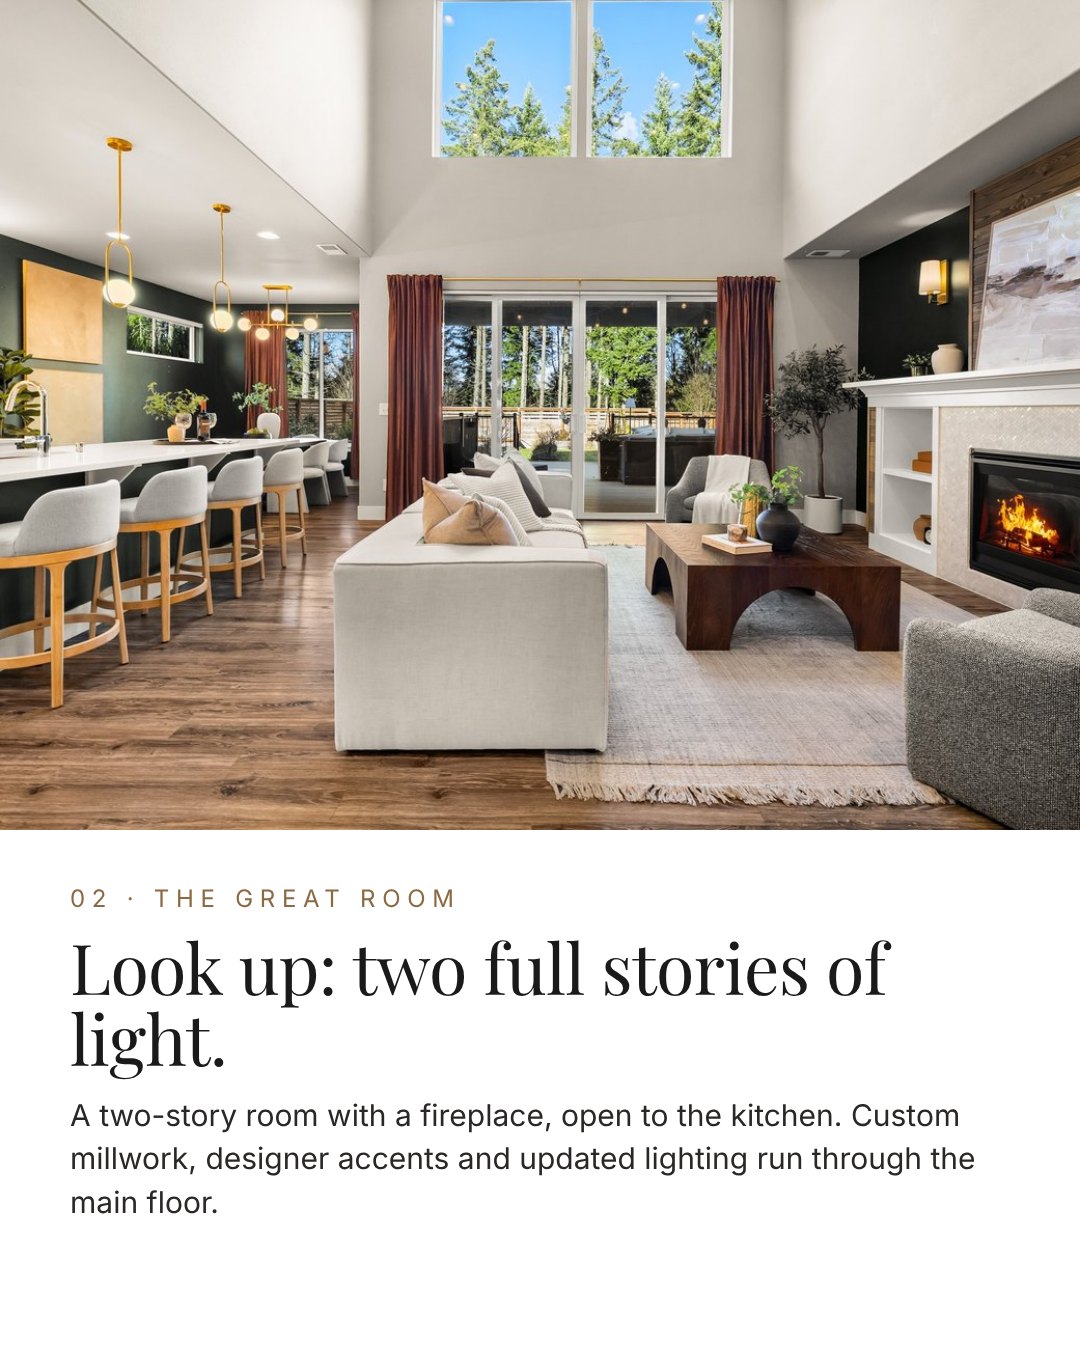 02 · THE GREAT ROOM
Look up: two full stories of
light.
A two-story room with a fireplace, open to the kitchen. Custom
millwork, designer accents and updated lighting run through the
main floor.